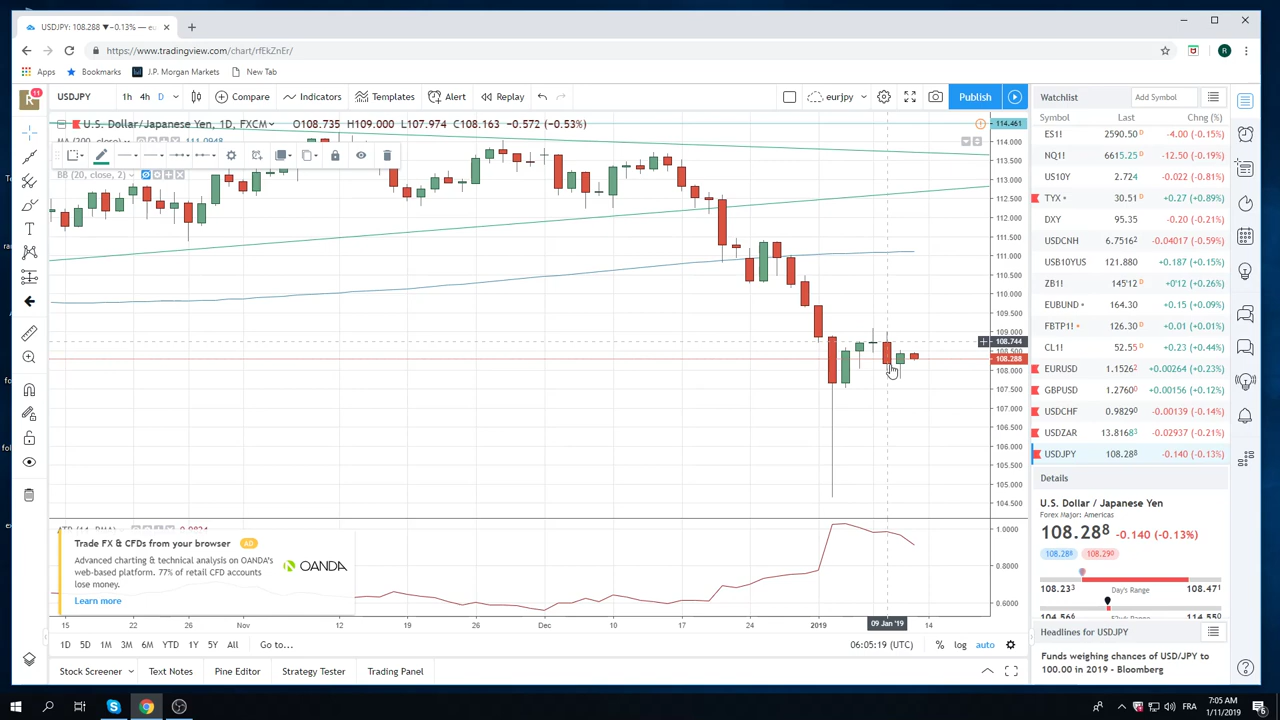 USDJPY: 108.288 ▼−0.13% — eu
https://www.tradingview.com/chart/rfEkZnEr/
Apps Bookmarks J.P. Morgan Markets New Tab
R 11 USDJPY 1h 4h D Compare Indicators Templates Alert Replay eurjpy Publish
U.S. Dollar/Japanese Yen, 1D, FXCM O108.735 H109.000 L107.974 C108.163 −0.572 (−0.53%)
MA (200, close) 111.0948
BB (20, close, 2)
114.461
114.000
113.500
113.000
112.500
112.000
111.500
111.000
110.500
110.000
109.500
109.000
108.744
108.500
108.288
108.000
107.500
107.000
106.500
106.000
105.500
105.000
104.500
1.0000
0.8000
0.6000
Trade FX & CFDs from your browser AD
Advanced charting & technical analysis on OANDA's
web-based platform. 77% of retail CFD accounts
lose money.
Learn more
OANDA
15 22 26 Nov 12 19 26 Dec 10 17 24 2019 09 Jan '19 14
1D 5D 1M 3M 6M YTD 1Y 5Y All Go to... 06:05:19 (UTC) % log auto
Stock Screener Text Notes Pine Editor Strategy Tester Trading Panel
Watchlist Add Symbol
Symbol Last Chg (%)
ES1! 2590.50 D −4.00 (−0.15%)
NQ1! 6615.25 D −12.50 (−0.19%)
US10Y 2.724 −0.022 (−0.81%)
TYX 30.51 D +0.27 (+0.89%)
DXY 95.35 −0.20 (−0.21%)
USDCNH 6.7516² −0.04017 (−0.59%)
USB10YUS 121.880 +0.187 (+0.15%)
ZB1! 145'12 D +0'12 (+0.26%)
EUBUND 164.30 +0.15 (+0.09%)
FBTP1! 126.30 D +0.01 (+0.01%)
CL1! 52.55 D +0.23 (+0.44%)
EURUSD 1.1526² +0.00264 (+0.23%)
GBPUSD 1.2760⁰ +0.00156 (+0.12%)
USDCHF 0.9829⁰ −0.00139 (−0.14%)
USDZAR 13.816⁸³ −0.02937 (−0.21%)
USDJPY 108.28⁸ −0.140 (−0.13%)
Details
U.S. Dollar / Japanese Yen
Forex Major: Americas
108.28⁸ −0.140 (−0.13%)
108.28⁸ 108.29⁰
108.23³ Day's Range 108.47¹
Headlines for USDJPY
Funds weighing chances of USD/JPY to
100.00 in 2019 - Bloomberg
FRA 7:05 AM
1/11/2019